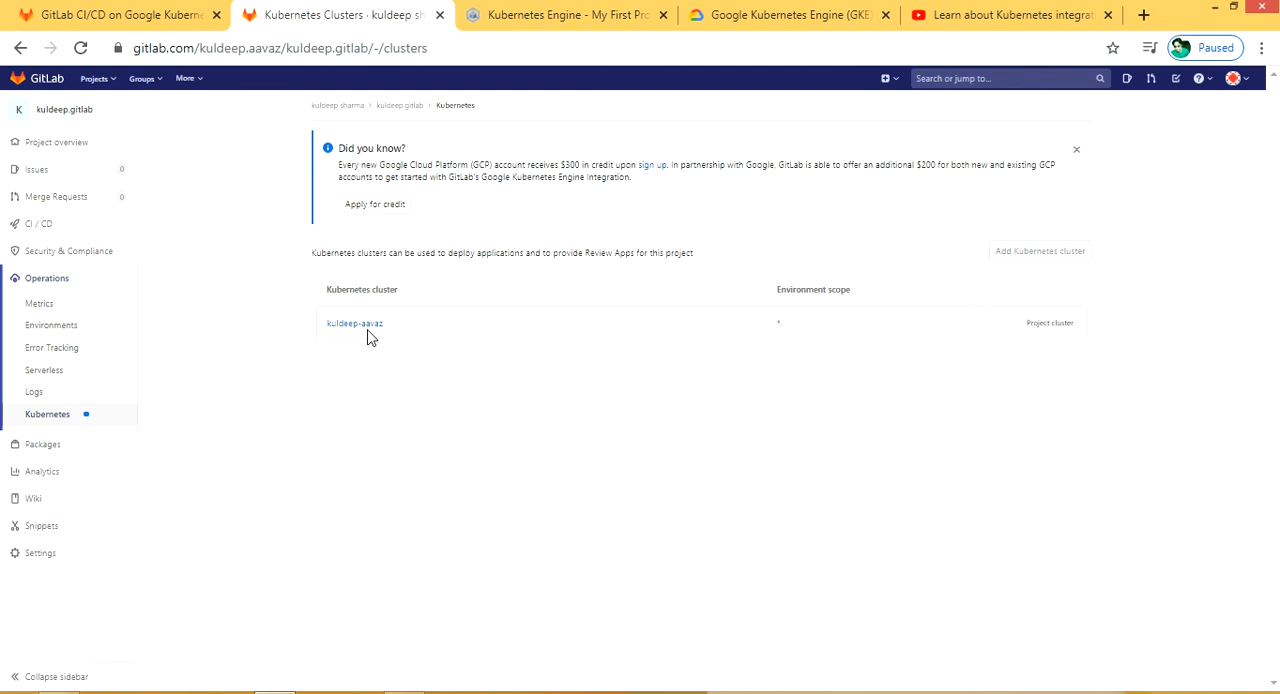 GitLab CI/CD on Google Kuberne
Kubernetes Clusters · kuldeep sh
Kubernetes Engine - My First Pro
Google Kubernetes Engine (GKE)
Learn about Kubernetes integrat
gitlab.com/kuldeep.aavaz/kuldeep.gitlab/-/clusters
Paused
GitLab
Projects
Groups
More
Search or jump to...
K
kuldeep.gitlab
Project overview
Issues
0
Merge Requests
0
CI / CD
Security & Compliance
Operations
Metrics
Environments
Error Tracking
Serverless
Logs
Kubernetes
Packages
Analytics
Wiki
Snippets
Settings
Collapse sidebar
kuldeep sharma > kuldeep.gitlab > Kubernetes
Did you know?
Every new Google Cloud Platform (GCP) account receives $300 in credit upon sign up. In partnership with Google, GitLab is able to offer an additional $200 for both new and existing GCP
accounts to get started with GitLab's Google Kubernetes Engine Integration.
Apply for credit
Kubernetes clusters can be used to deploy applications and to provide Review Apps for this project
Add Kubernetes cluster
Kubernetes cluster
Environment scope
kuldeep-aavaz
*
Project cluster